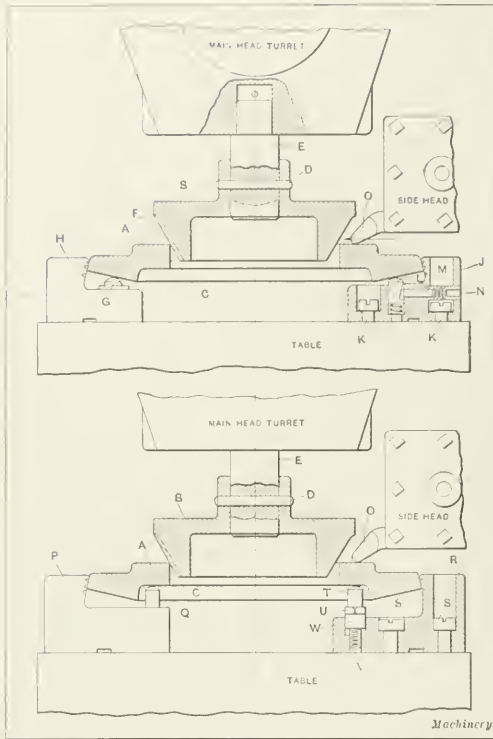 MAIN HEAD TURRET
E
D
S
O
SIDE HEAD
F
A
H
J
M
G
C
N
K
K
TABLE
MAIN HEAD TURRET
E
B
D
O
SIDE HEAD
A
P
R
C
T
Q
U
S
S
W
TABLE
Machinery